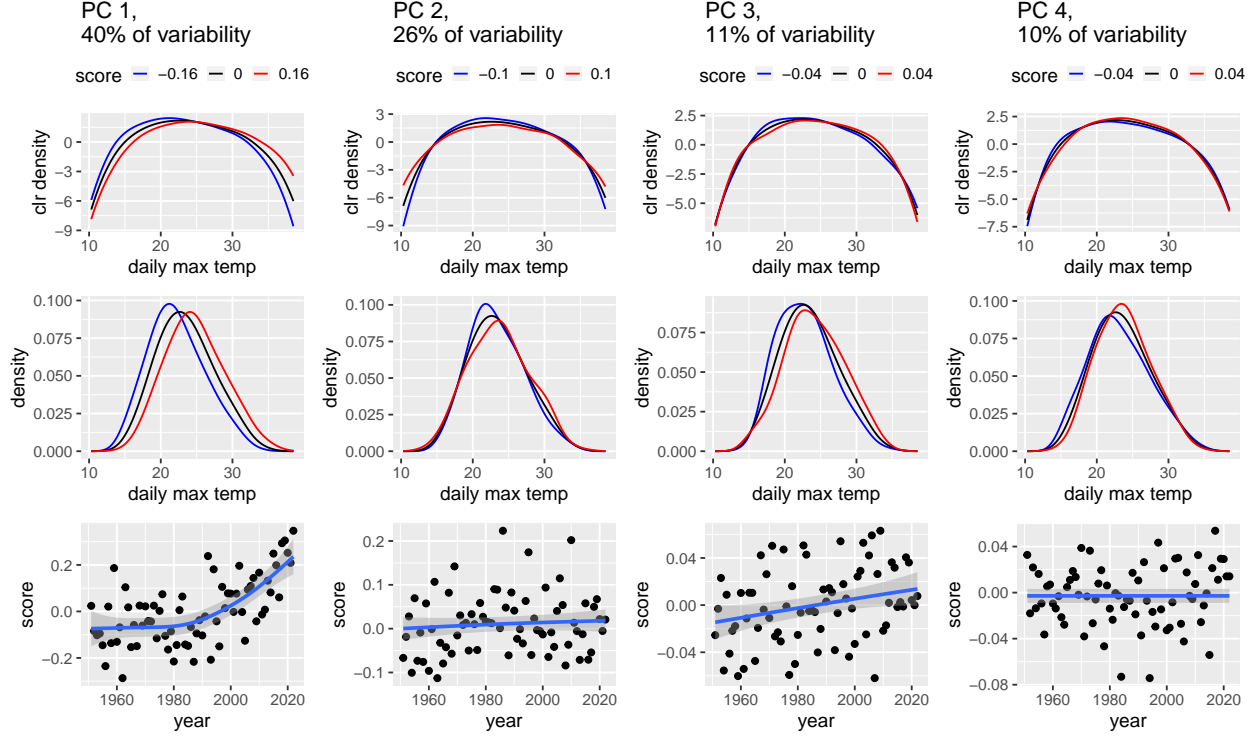 PC 1,
40% of variability
PC 2,
26% of variability
PC 3,
11% of variability
PC 4,
10% of variability
score −0.16 0 0.16
score −0.1 0 0.1
score −0.04 0 0.04
score −0.04 0 0.04
clr density
0
−3
−6
−9
10 20 30
daily max temp
clr density
3
0
−3
−6
−9
10 20 30
daily max temp
clr density
2.5
0.0
−2.5
−5.0
10 20 30
daily max temp
clr density
2.5
0.0
−2.5
−5.0
−7.5
10 20 30
daily max temp
density
0.100
0.075
0.050
0.025
0.000
10 20 30
daily max temp
density
0.100
0.075
0.050
0.025
0.000
10 20 30
daily max temp
density
0.075
0.050
0.025
0.000
10 20 30
daily max temp
density
0.100
0.075
0.050
0.025
0.000
10 20 30
daily max temp
score
0.2
0.0
−0.2
1960 1980 2000 2020
year
score
0.2
0.1
0.0
−0.1
1960 1980 2000 2020
year
score
0.04
0.00
−0.04
1960 1980 2000 2020
year
score
0.04
0.00
−0.04
−0.08
1960 1980 2000 2020
year